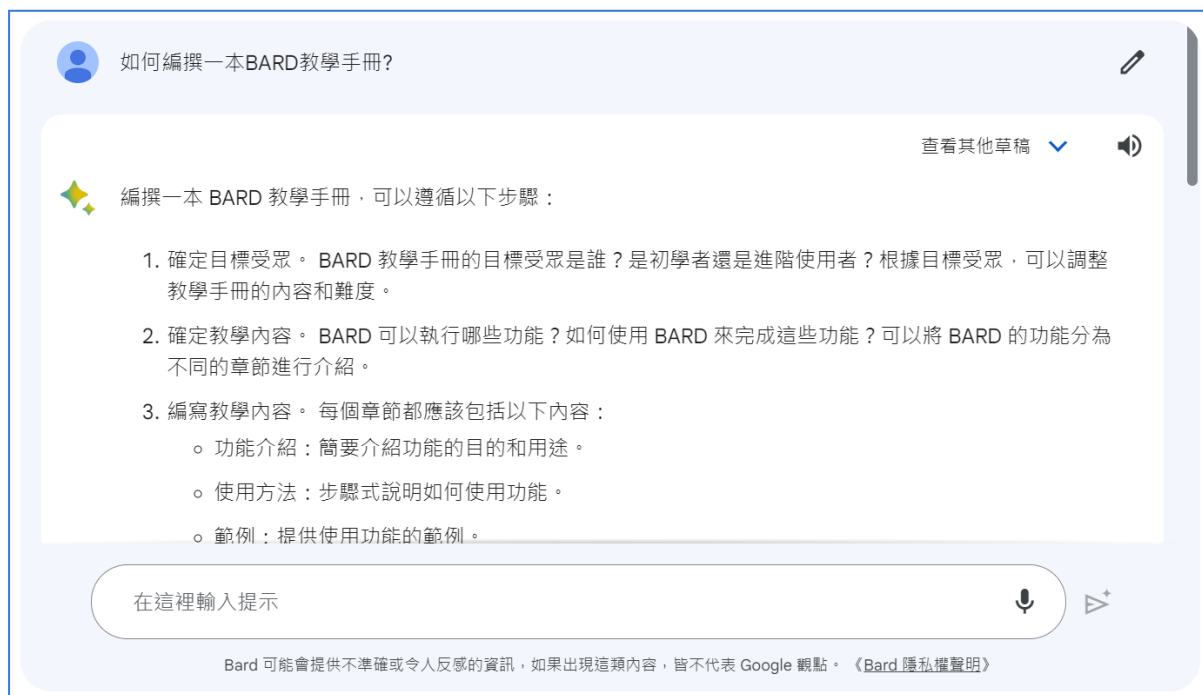 如何編撰一本BARD教學手冊?
查看其他草稿
編撰一本 BARD 教學手冊，可以遵循以下步驟：
1. 確定目標受眾。 BARD 教學手冊的目標受眾是誰？是初學者還是進階使用者？根據目標受眾，可以調整
教學手冊的內容和難度。
2. 確定教學內容。 BARD 可以執行哪些功能？如何使用 BARD 來完成這些功能？可以將 BARD 的功能分為
不同的章節進行介紹。
3. 編寫教學內容。 每個章節都應該包括以下內容：
○ 功能介紹：簡要介紹功能的目的和用途。
○ 使用方法：步驟式說明如何使用功能。
○ 範例：提供使用功能的範例。
在這裡輸入提示
Bard 可能會提供不準確或令人反感的資訊，如果出現這類內容，皆不代表 Google 觀點。《Bard 隱私權聲明》